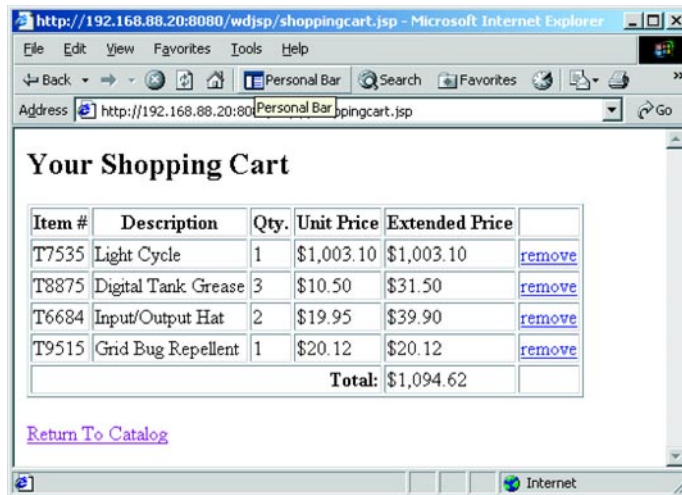 http://192.168.88.20:8080/wdjsp/shoppingcart.jsp - Microsoft Internet Explorer
File Edit View Favorites Tools Help
Back Personal Bar Search Favorites »
Address http://192.168.88.20:80 Personal Bar ppingcart.jsp Go
Your Shopping Cart
Item # Description Qty. Unit Price Extended Price
T7535 Light Cycle 1 $1,003.10 $1,003.10 remove
T8875 Digital Tank Grease 3 $10.50 $31.50 remove
T6684 Input/Output Hat 2 $19.95 $39.90 remove
T9515 Grid Bug Repellent 1 $20.12 $20.12 remove
Total: $1,094.62
Return To Catalog
Internet